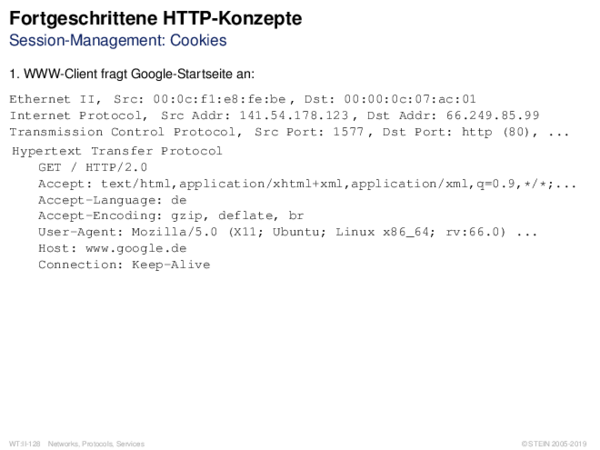 Fortgeschrittene HTTP-Konzepte
Session-Management: Cookies
1. WWW-Client fragt Google-Startseite an:
Ethernet II, Src: 00:0c:f1:e8:fe:be, Dst: 00:00:0c:07:ac:01
Internet Protocol, Src Addr: 141.54.178.123, Dst Addr: 66.249.85.99
Transmission Control Protocol, Src Port: 1577, Dst Port: http (80), ...
Hypertext Transfer Protocol
GET / HTTP/2.0
Accept: text/html,application/xhtml+xml,application/xml,q=0.9,*/*;...
Accept-Language: de
Accept-Encoding: gzip, deflate, br
User-Agent: Mozilla/5.0 (X11; Ubuntu; Linux x86_64; rv:66.0) ...
Host: www.google.de
Connection: Keep-Alive
WT:II-128 Networks, Protocols, Services
© STEIN 2005-2019